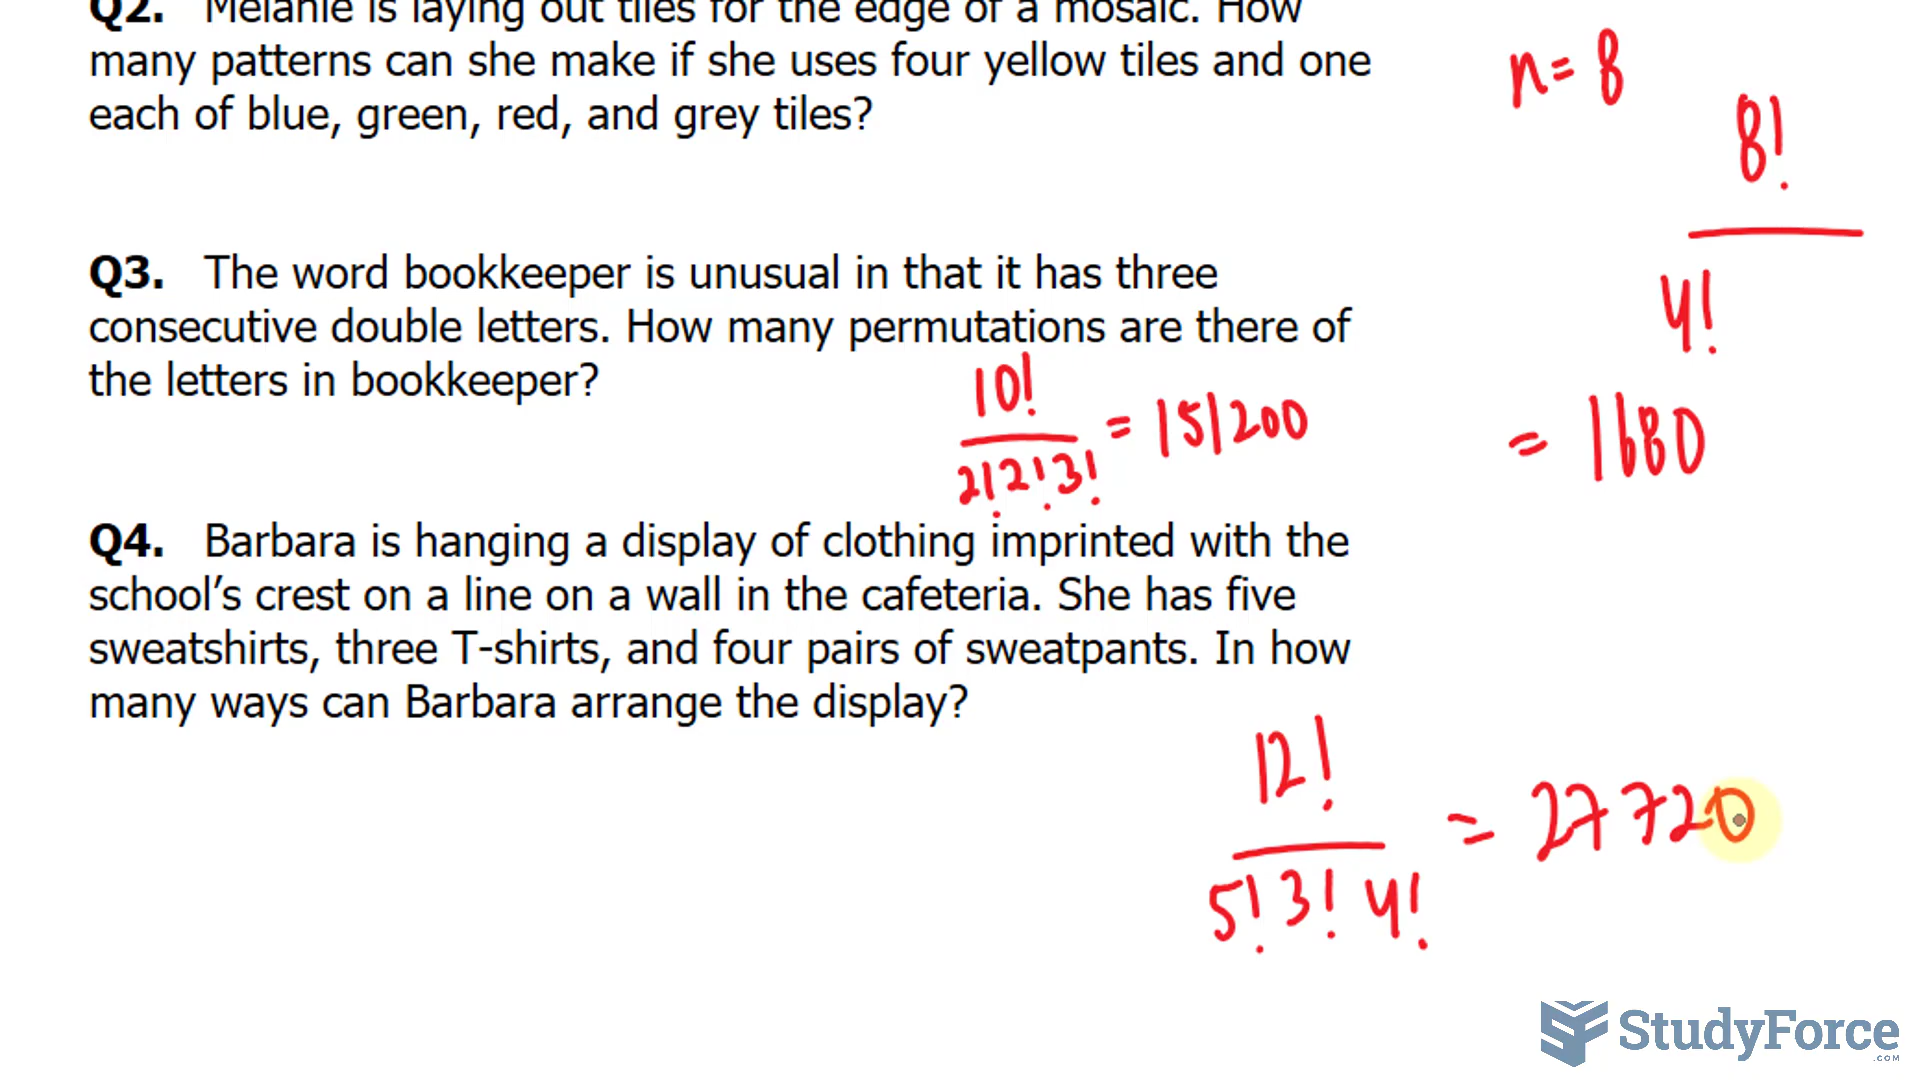 Q2. Melanie is laying out tiles for the edge of a mosaic. How
many patterns can she make if she uses four yellow tiles and one
each of blue, green, red, and grey tiles?
n = 8
8!
4!
= 1680
Q3. The word bookkeeper is unusual in that it has three
consecutive double letters. How many permutations are there of
the letters in bookkeeper?
10!
2!2!3!
= 151200
Q4. Barbara is hanging a display of clothing imprinted with the
school’s crest on a line on a wall in the cafeteria. She has five
sweatshirts, three T-shirts, and four pairs of sweatpants. In how
many ways can Barbara arrange the display?
12!
5! 3! 4!
= 27720
StudyForce
.COM